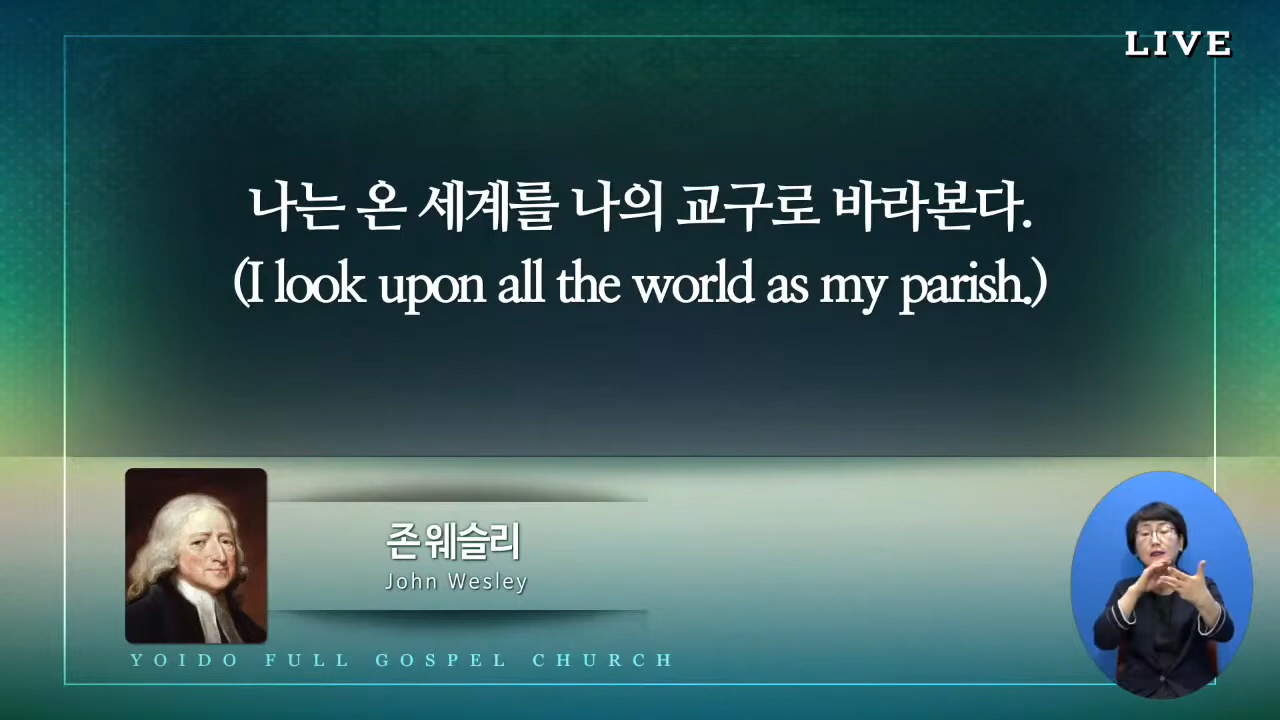 LIVE
나는 온 세계를 나의 교구로 바라본다.
(I look upon all the world as my parish.)
존 웨슬리
John Wesley
YOIDO FULL GOSPEL CHURCH